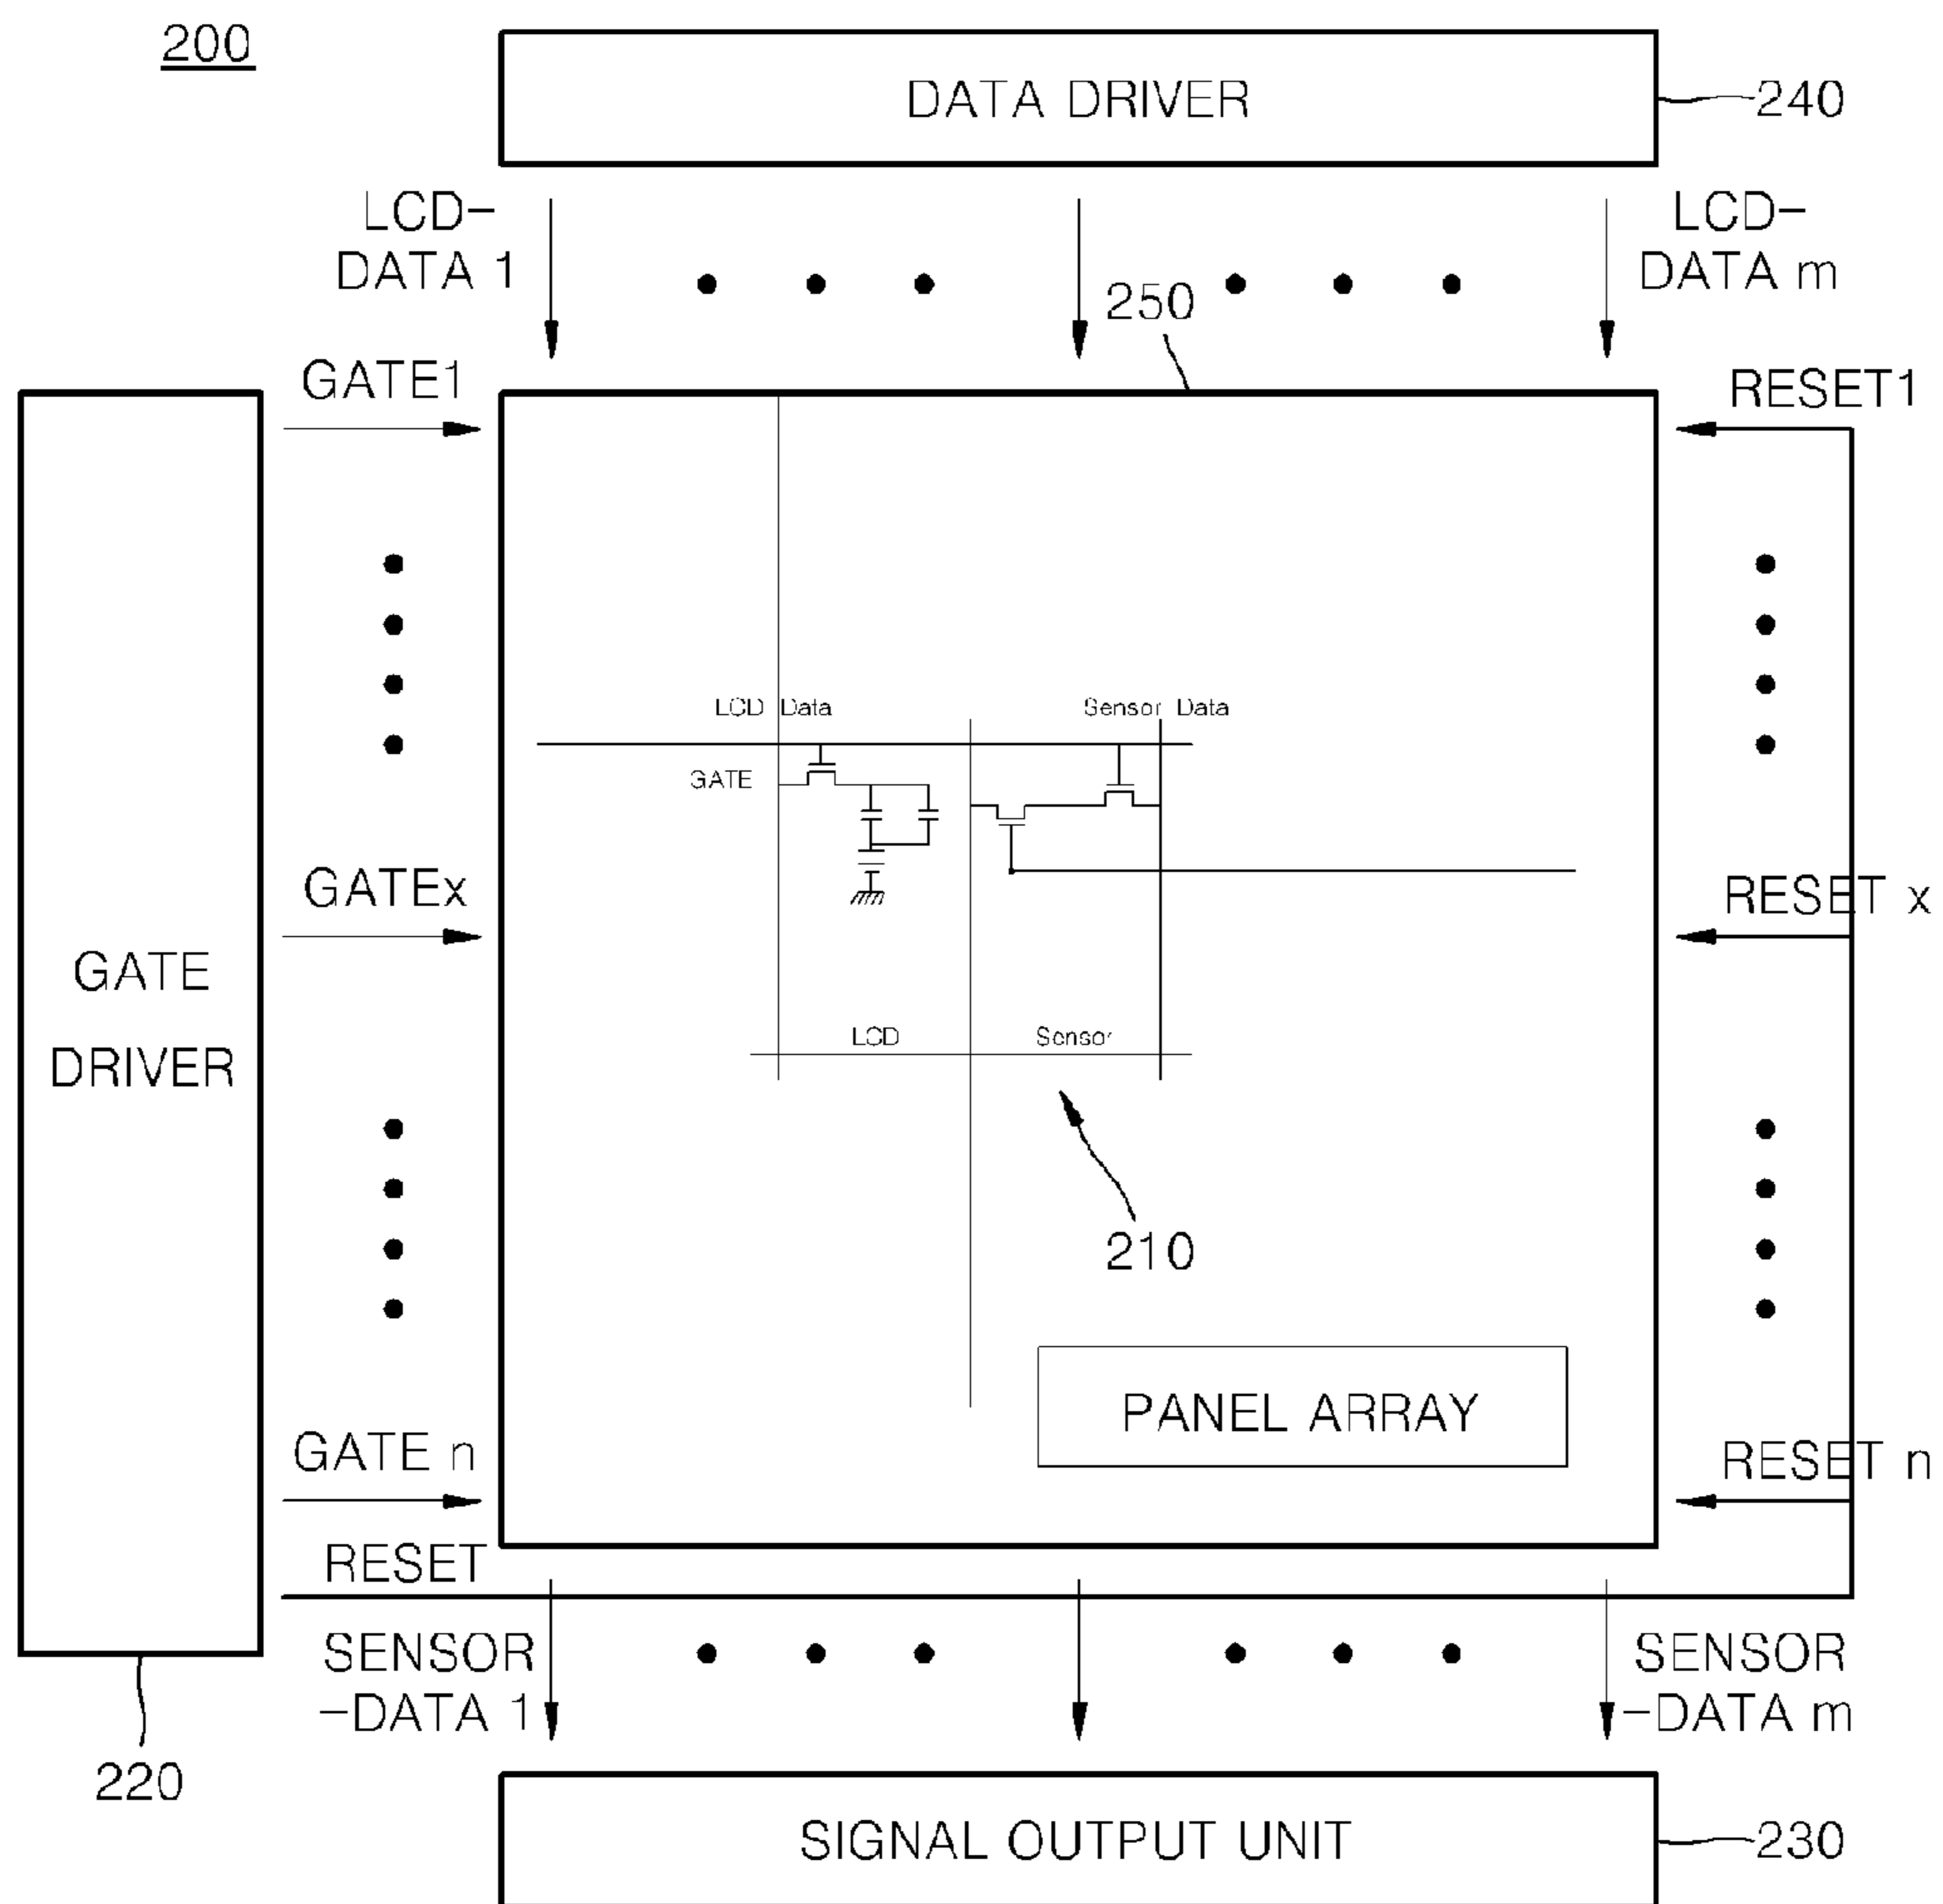 200
DATA DRIVER
240
LCD-
DATA 1
LCD-
DATA m
250
GATE1
RESET1
LCD Data
Sensor Data
GATE
GATEx
RESET x
GATE
DRIVER
LCD
Sensor
210
PANEL ARRAY
GATE n
RESET n
RESET
SENSOR
-DATA 1
SENSOR
-DATA m
220
SIGNAL OUTPUT UNIT
230